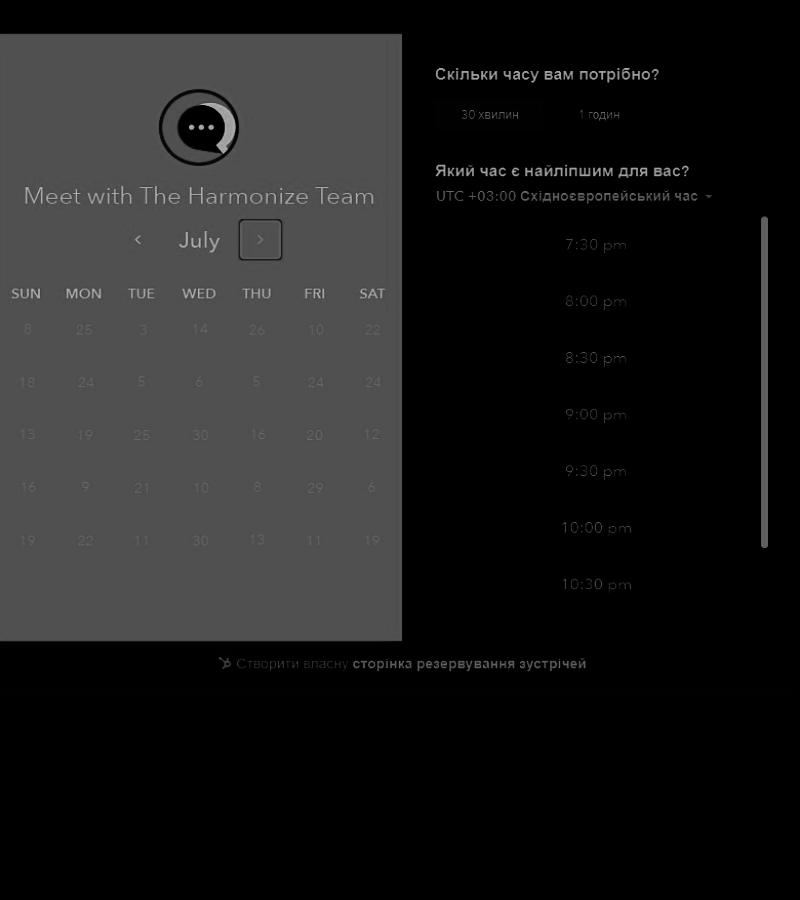 Meet with The Harmonize Team
July
SUN MON TUE WED THU FRI SAT
8 25 3 14 26 10 22
18 24 5 6 5 24 24
13 19 25 30 16 20 12
16 9 21 10 8 29 6
19 22 11 30 13 11 19
Скільки часу вам потрібно?
30 хвилин 1 годин
Який час є найліпшим для вас?
UTC +03:00 Східноєвропейський час
7:30 pm
8:00 pm
8:30 pm
9:00 pm
9:30 pm
10:00 pm
10:30 pm
Створити власну сторінка резервування зустрічей